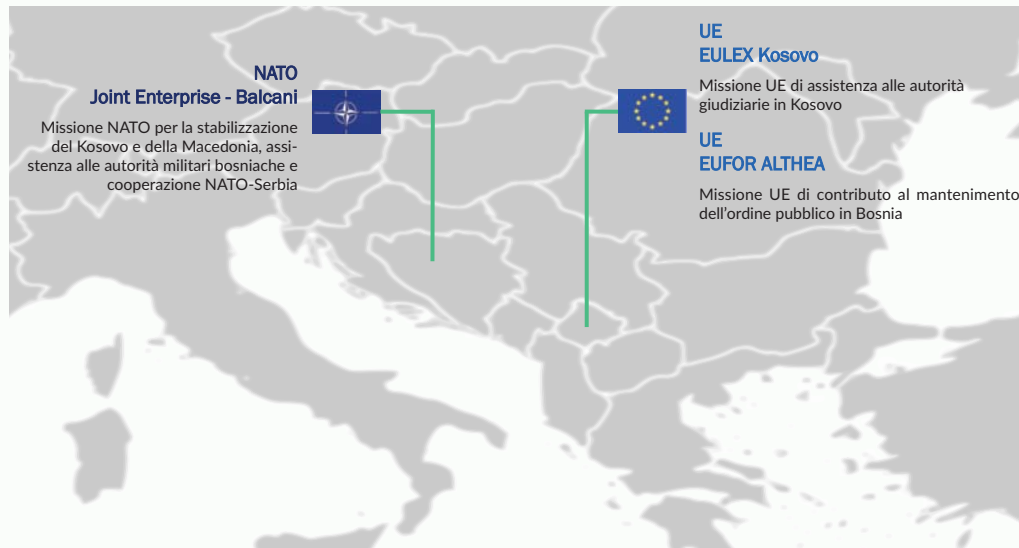 NATO
Joint Enterprise - Balcani
Missione NATO per la stabilizzazione
del Kosovo e della Macedonia, assi-
stenza alle autorità militari bosniache e
cooperazione NATO-Serbia
UE
EULEX Kosovo
Missione UE di assistenza alle autorità
giudiziarie in Kosovo
UE
EUFOR ALTHEA
Missione UE di contributo al mantenimento
dell'ordine pubblico in Bosnia